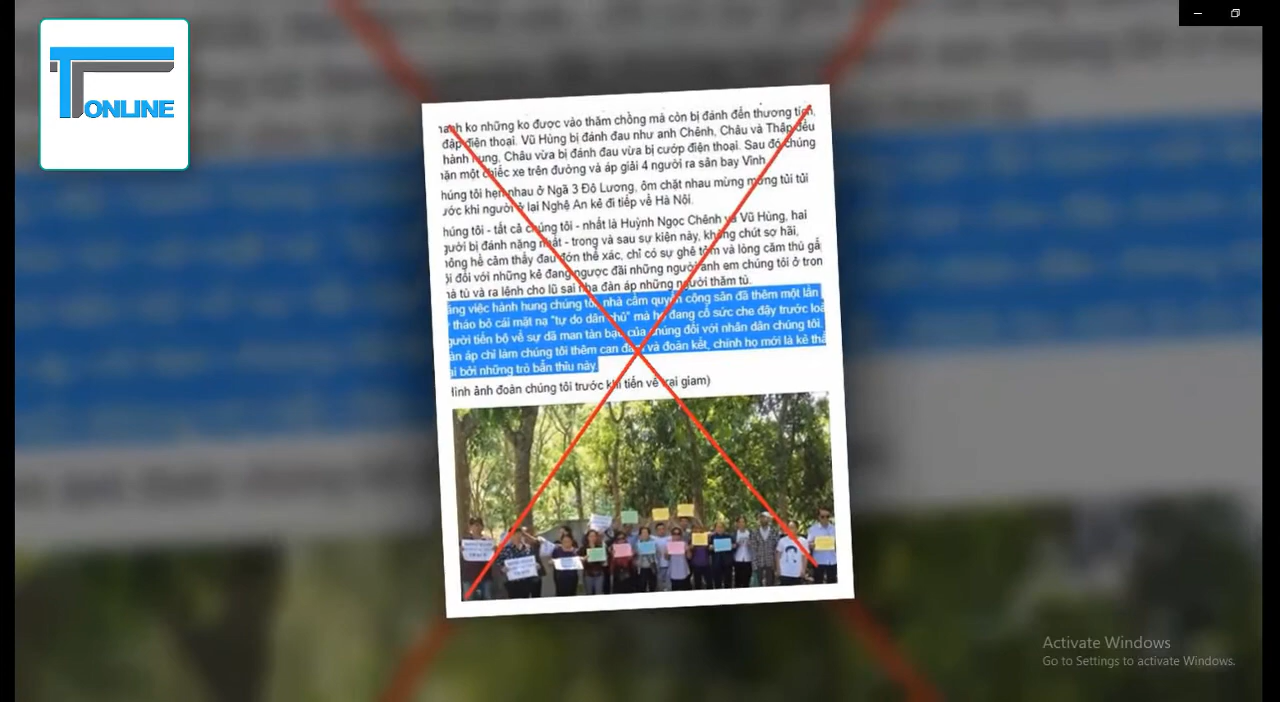 ONLINE
ko những ko được vào thăm chồng mà còn bị đánh đến thương tích,
đập điện thoại. Vũ Hùng bị đánh đau như anh Chênh, Châu và Thập đều
hành hung, Châu vừa bị đánh đau vừa bị cướp điện thoại. Sau đó chúng
một chiếc xe trên đường và áp giải 4 người ra sân bay Vinh.
húng tôi hẹn nhau ở Ngã 3 Đô Lương, ôm chặt nhau mừng mừng tủi tủi
ước khi người ở lại Nghệ An kẻ đi tiếp về Hà Nội.
húng tôi - tất cả chúng tôi - nhất là Huỳnh Ngọc Chênh và Vũ Hùng, hai
gười bị đánh nặng nhất - trong và sau sự kiện này, không chút sợ hãi,
ông hề cảm thấy đau đớn thể xác, chỉ có sự ghê tởm và lòng căm thù gấ
ội đối với những kẻ đang ngược đãi những người anh em chúng tôi ở tron
hà tù và ra lệnh cho lũ sai nha đàn áp những người thăm tù.
ằng việc hành hung chúng tôi, nhà cầm quyền cộng sản đã thêm một lần
tháo bỏ cái mặt nạ "tự do dân chủ" mà họ đang cố sức che đậy trước loà
gười tiến bộ về sự dã man tàn bạo của chúng đối với nhân dân chúng tôi.
àn áp chỉ làm chúng tôi thêm can đảm và đoàn kết, chính họ mới là kẻ thấ
ại bởi những trò bẩn thỉu này.
Hình ảnh đoàn chúng tôi trước khi tiến về trại giam)
Activate Windows
Go to Settings to activate Windows.